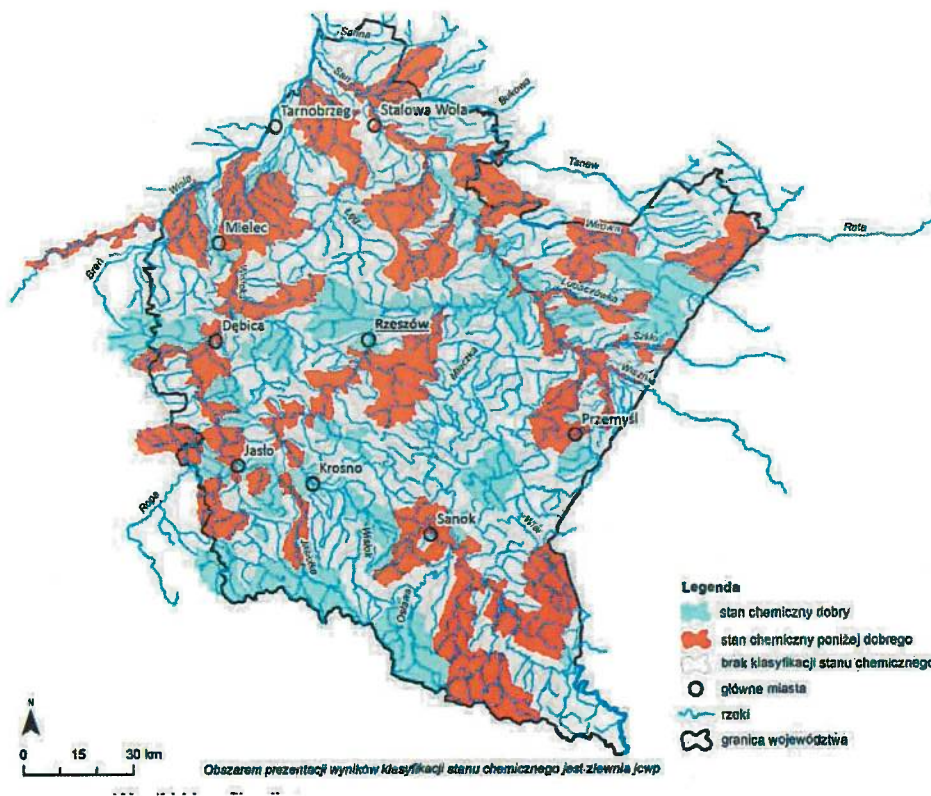 Sanna
San
Bukowa
Tarnobrzeg
Stalowa Wola
Tanew
Wisła
Łęg
Wirowa
Rata
Mielec
Breń
Wisłoka
Lubaczówka
Dębica
Rzeszów
Szkło
Mleczka
Wisznia
Przemyśl
Jasło
Krosno
Ropa
Sanok
Wiar
Jasiołka
Wisłok
Osława
Legenda
stan chemiczny dobry
stan chemiczny poniżej dobrego
brak klasyfikacji stanu chemicznego
główne miasta
rzeki
granica województwa
N
0 15 30 km
Obszarem prezentacji wyników klasyfikacji stanu chemicznego jest zlewnia jcwp